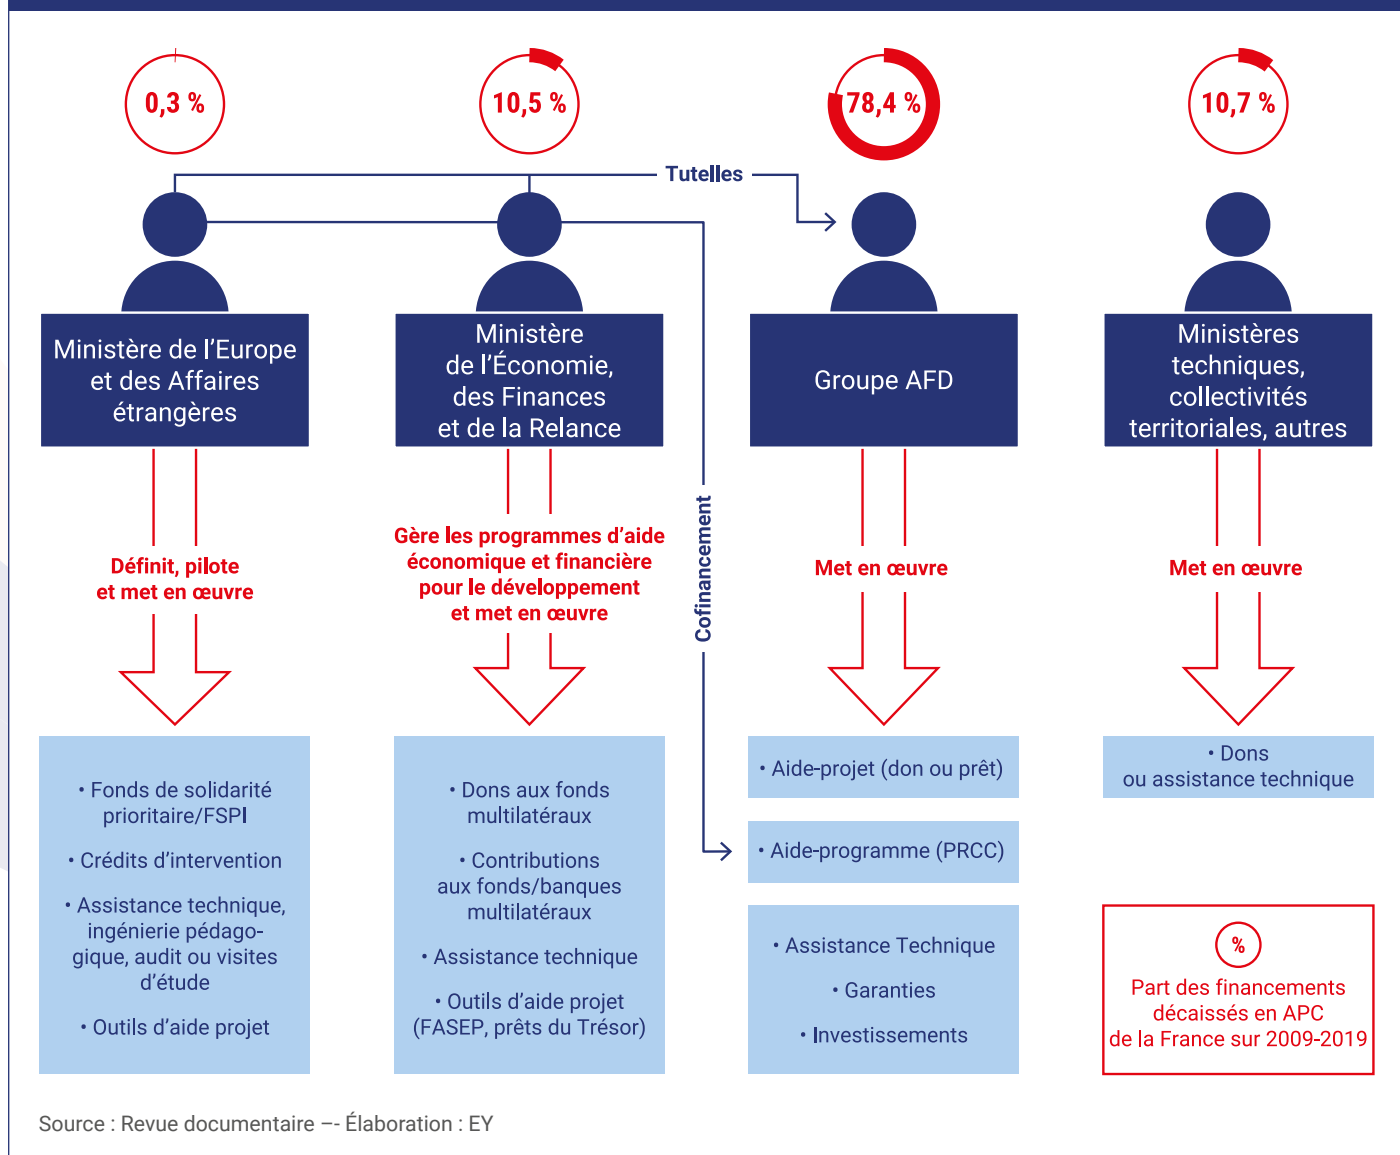 0,3 %
10,5 %
78,4 %
10,7 %
Tutelles
Ministère de l’Europe
et des Affaires
étrangères
Ministère
de l’Économie,
des Finances
et de la Relance
Groupe AFD
Ministères
techniques,
collectivités
territoriales, autres
Cofinancement
Définit, pilote
et met en œuvre
Gère les programmes d’aide
économique et financière
pour le développement
et met en œuvre
Met en œuvre
Met en œuvre
• Fonds de solidarité
prioritaire/FSPI
• Crédits d’intervention
• Assistance technique,
ingénierie pédago-
gique, audit ou visites
d’étude
• Outils d’aide projet
• Dons aux fonds
multilatéraux
• Contributions
aux fonds/banques
multilatéraux
• Assistance technique
• Outils d’aide projet
(FASEP, prêts du Trésor)
• Aide-projet (don ou prêt)
• Aide-programme (PRCC)
• Assistance Technique
• Garanties
• Investissements
• Dons
ou assistance technique
%
Part des financements
décaissés en APC
de la France sur 2009-2019
Source : Revue documentaire –- Élaboration : EY